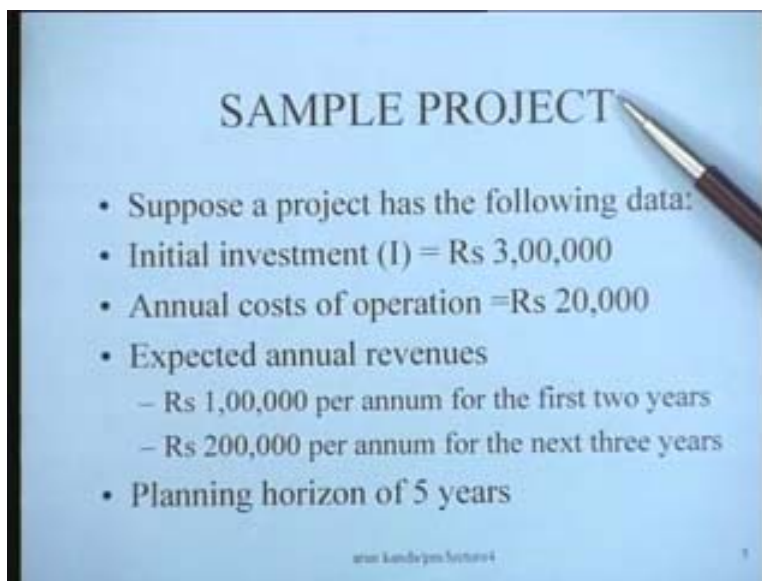 SAMPLE PROJECT
• Suppose a project has the following data:
• Initial investment (I) = Rs 3,00,000
• Annual costs of operation =Rs 20,000
• Expected annual revenues
– Rs 1,00,000 per annum for the first two years
– Rs 200,000 per annum for the next three years
• Planning horizon of 5 years